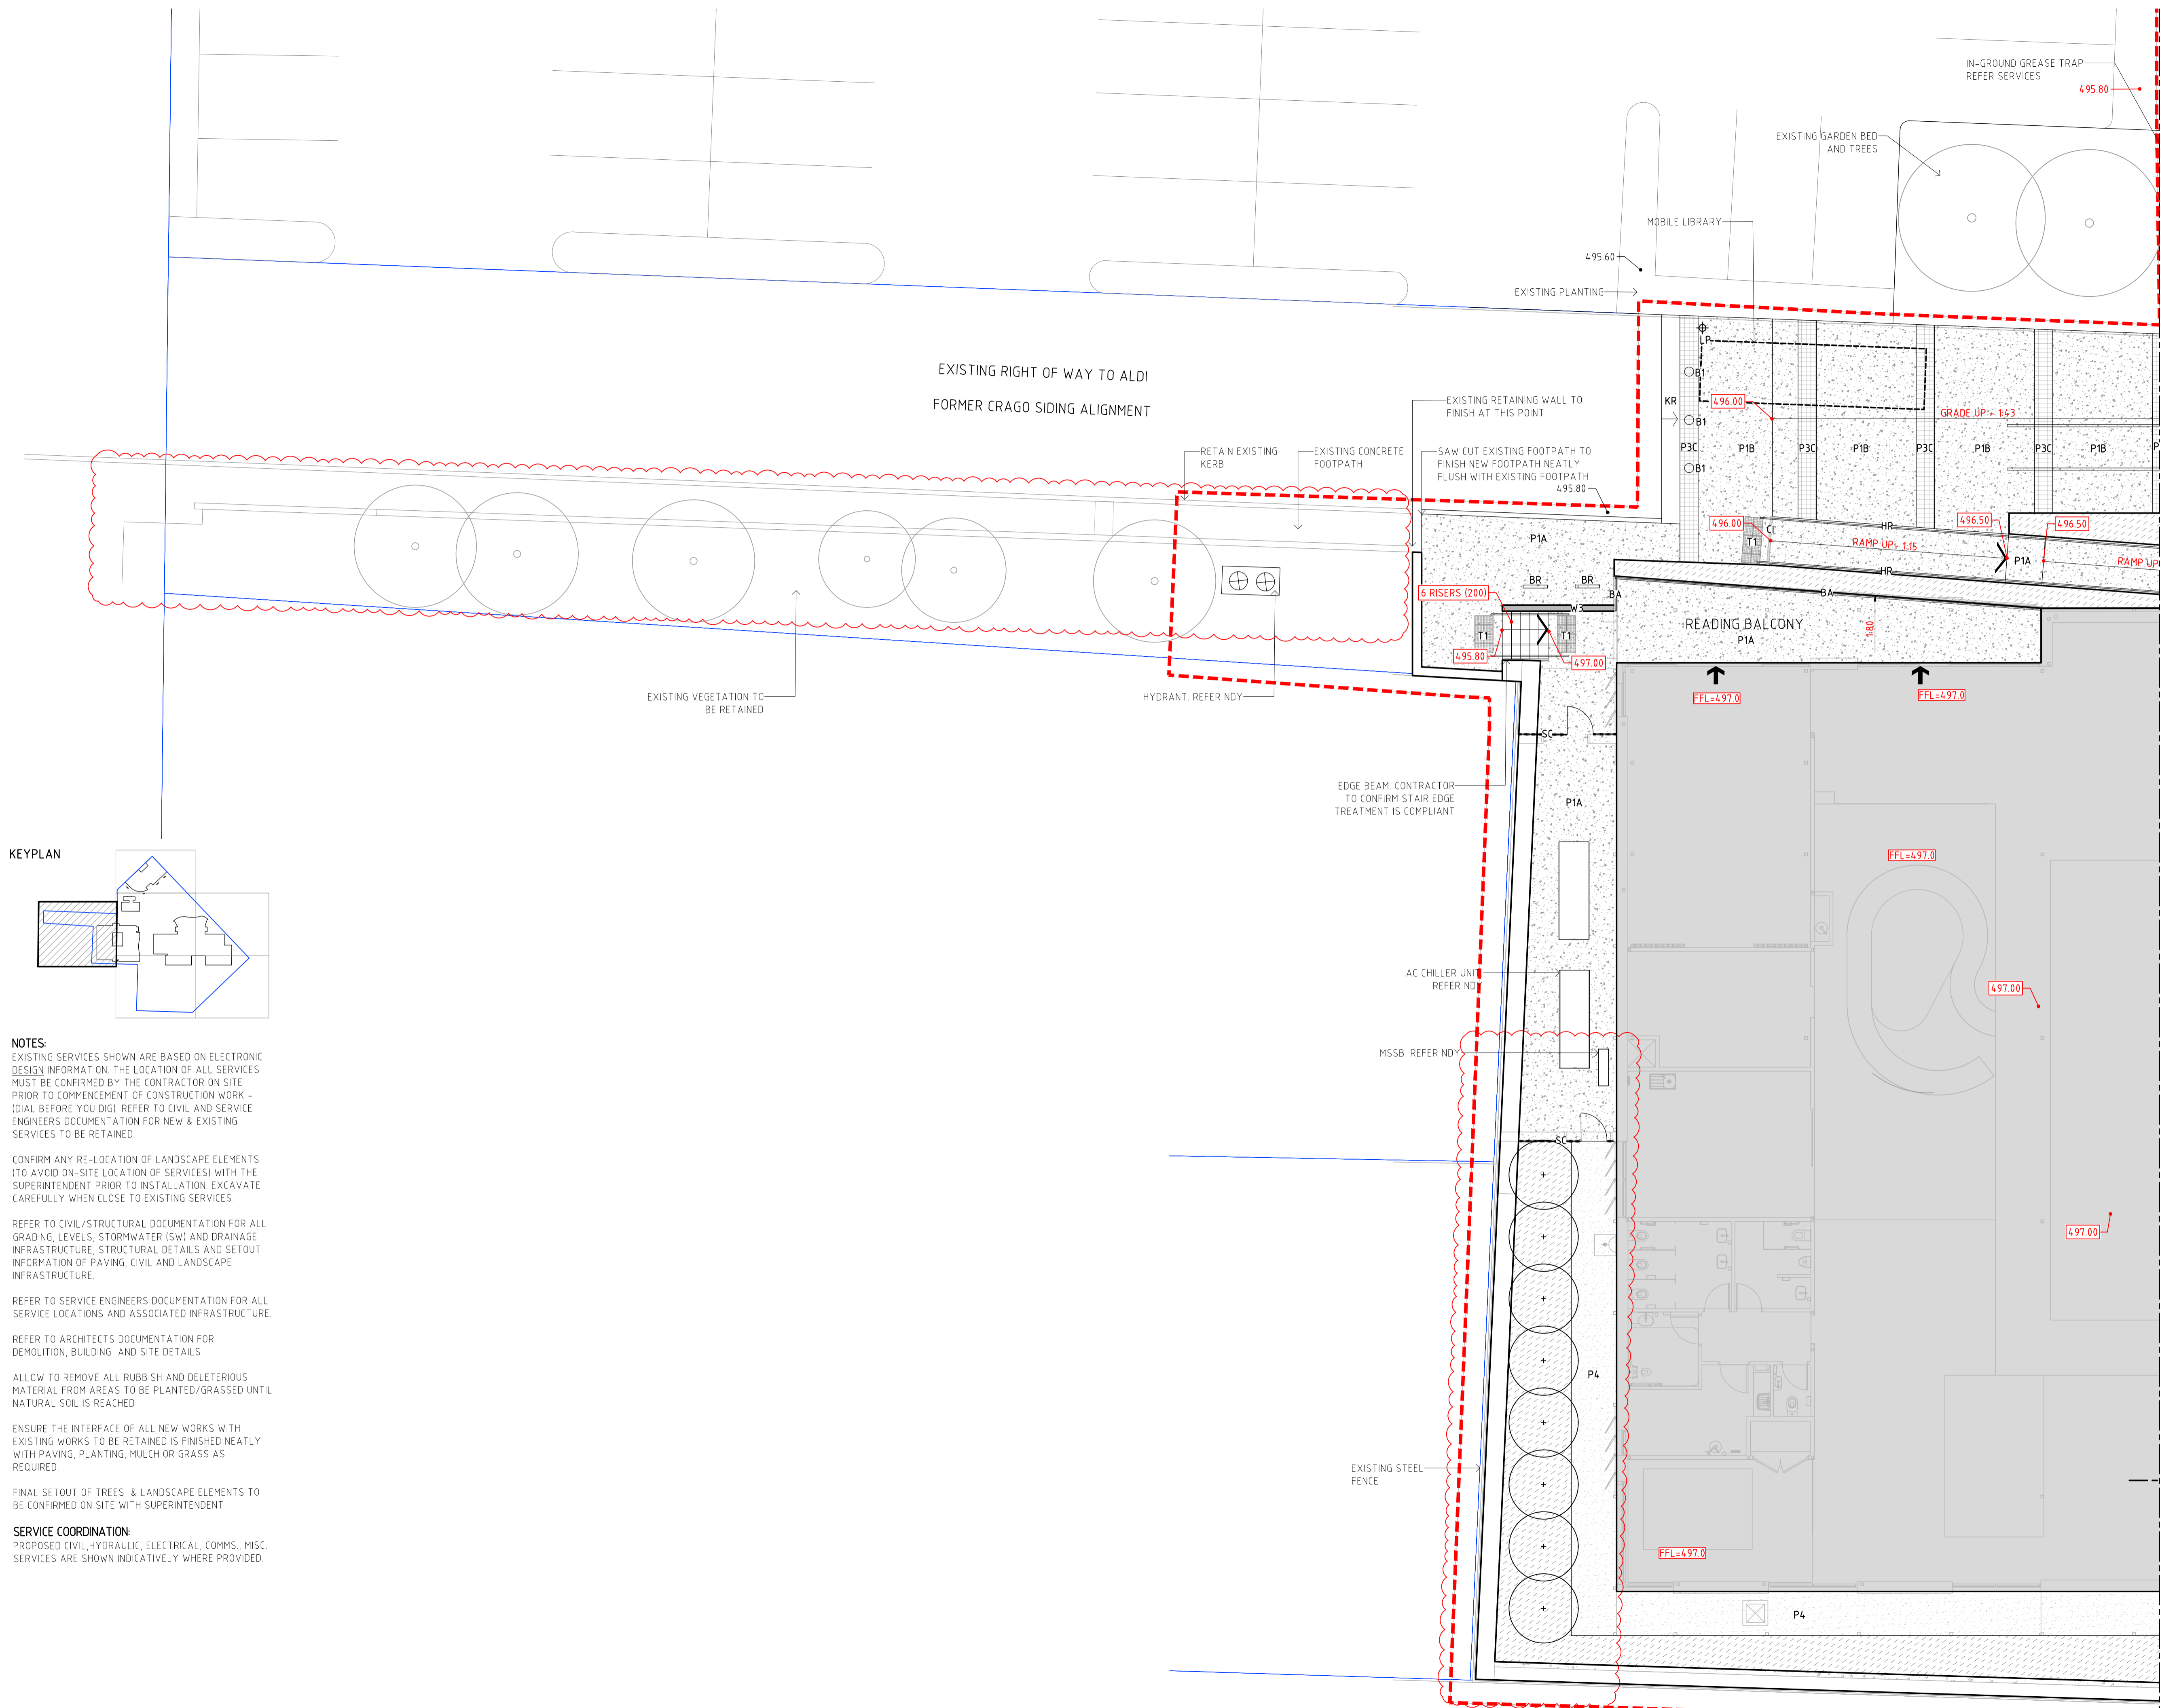 IN-GROUND GREASE TRAP
REFER SERVICES
495.80
EXISTING GARDEN BED
AND TREES
MOBILE LIBRARY
495.60
EXISTING PLANTING
LP
B1
KR
496.00
B1
GRADE UP - 1:43
P3C
P1B
P3C
P1B
P3C
P1B
P3C
P1B
B1
EXISTING RIGHT OF WAY TO ALDI
FORMER CRAGO SIDING ALIGNMENT
EXISTING RETAINING WALL TO
FINISH AT THIS POINT
RETAIN EXISTING
KERB
EXISTING CONCRETE
FOOTPATH
SAW CUT EXISTING FOOTPATH TO
FINISH NEW FOOTPATH NEATLY
FLUSH WITH EXISTING FOOTPATH
495.80
P1A
496.00
CI
T1
HR
RAMP UP- 1:15
496.50
496.50
P1A
RAMP UP
HR
BR
BR
6 RISERS (200)
W3
BA
BA
T1
T1
495.80
497.00
READING BALCONY
P1A
1:80
FFL=497.0
FFL=497.0
EXISTING VEGETATION TO
BE RETAINED
HYDRANT. REFER NDY
SC
EDGE BEAM. CONTRACTOR
TO CONFIRM STAIR EDGE
TREATMENT IS COMPLIANT
P1A
FFL=497.0
AC CHILLER UNIT
REFER NDY
497.00
MSSB. REFER NDY
SC
497.00
P4
EXISTING STEEL
FENCE
FFL=497.0
P4
KEYPLAN
NOTES:
EXISTING SERVICES SHOWN ARE BASED ON ELECTRONIC
DESIGN INFORMATION. THE LOCATION OF ALL SERVICES
MUST BE CONFIRMED BY THE CONTRACTOR ON SITE
PRIOR TO COMMENCEMENT OF CONSTRUCTION WORK -
(DIAL BEFORE YOU DIG). REFER TO CIVIL AND SERVICE
ENGINEERS DOCUMENTATION FOR NEW & EXISTING
SERVICES TO BE RETAINED.
CONFIRM ANY RE-LOCATION OF LANDSCAPE ELEMENTS
(TO AVOID ON-SITE LOCATION OF SERVICES) WITH THE
SUPERINTENDENT PRIOR TO INSTALLATION. EXCAVATE
CAREFULLY WHEN CLOSE TO EXISTING SERVICES.
REFER TO CIVIL/STRUCTURAL DOCUMENTATION FOR ALL
GRADING, LEVELS, STORMWATER (SW) AND DRAINAGE
INFRASTRUCTURE, STRUCTURAL DETAILS AND SETOUT
INFORMATION OF PAVING, CIVIL AND LANDSCAPE
INFRASTRUCTURE.
REFER TO SERVICE ENGINEERS DOCUMENTATION FOR ALL
SERVICE LOCATIONS AND ASSOCIATED INFRASTRUCTURE.
REFER TO ARCHITECTS DOCUMENTATION FOR
DEMOLITION, BUILDING AND SITE DETAILS.
ALLOW TO REMOVE ALL RUBBISH AND DELETERIOUS
MATERIAL FROM AREAS TO BE PLANTED/GRASSED UNTIL
NATURAL SOIL IS REACHED.
ENSURE THE INTERFACE OF ALL NEW WORKS WITH
EXISTING WORKS TO BE RETAINED IS FINISHED NEATLY
WITH PAVING, PLANTING, MULCH OR GRASS AS
REQUIRED.
FINAL SETOUT OF TREES & LANDSCAPE ELEMENTS TO
BE CONFIRMED ON SITE WITH SUPERINTENDENT
SERVICE COORDINATION:
PROPOSED CIVIL,HYDRAULIC, ELECTRICAL, COMMS., MISC.
SERVICES ARE SHOWN INDICATIVELY WHERE PROVIDED.